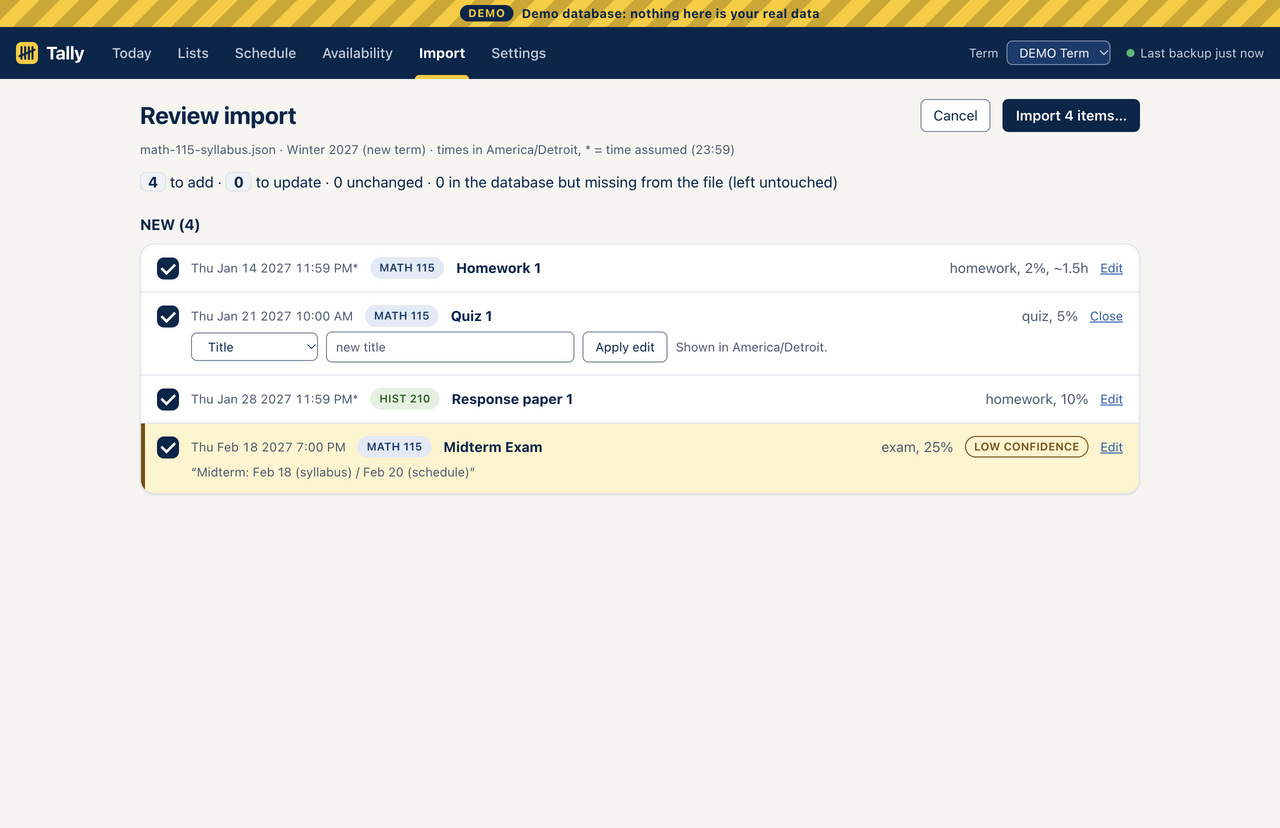 DEMO Demo database: nothing here is your real data
Tally Today Lists Schedule Availability Import Settings Term DEMO Term Last backup just now
Review import Cancel Import 4 items...
math-115-syllabus.json · Winter 2027 (new term) · times in America/Detroit, * = time assumed (23:59)
4 to add · 0 to update · 0 unchanged · 0 in the database but missing from the file (left untouched)
NEW (4)
Thu Jan 14 2027 11:59 PM* MATH 115 Homework 1 homework, 2%, ~1.5h Edit
Thu Jan 21 2027 10:00 AM MATH 115 Quiz 1 quiz, 5% Close
Title new title Apply edit Shown in America/Detroit.
Thu Jan 28 2027 11:59 PM* HIST 210 Response paper 1 homework, 10% Edit
Thu Feb 18 2027 7:00 PM MATH 115 Midterm Exam exam, 25% LOW CONFIDENCE Edit
“Midterm: Feb 18 (syllabus) / Feb 20 (schedule)”